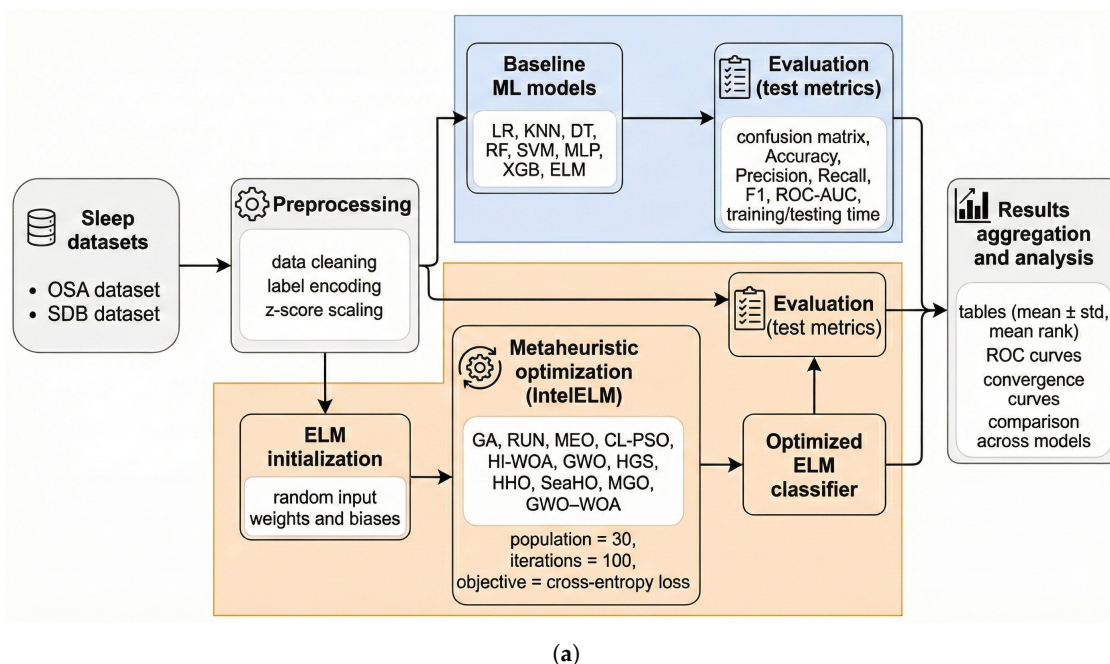 Sleep
datasets
• OSA dataset
• SDB dataset
Preprocessing
data cleaning
label encoding
z-score scaling
Baseline
ML models
LR, KNN, DT,
RF, SVM, MLP,
XGB, ELM
Evaluation
(test metrics)
confusion matrix,
Accuracy,
Precision, Recall,
F1, ROC-AUC,
training/testing time
ELM
initialization
random input
weights and biases
Metaheuristic
optimization
(IntelELM)
GA, RUN, MEO, CL-PSO,
HI-WOA, GWO, HGS,
HHO, SeaHO, MGO,
GWO–WOA
population = 30,
iterations = 100,
objective = cross-entropy loss
Evaluation
(test metrics)
Optimized
ELM
classifier
Results
aggregation
and analysis
tables (mean ± std,
mean rank)
ROC curves
convergence
curves
comparison
across models
(a)